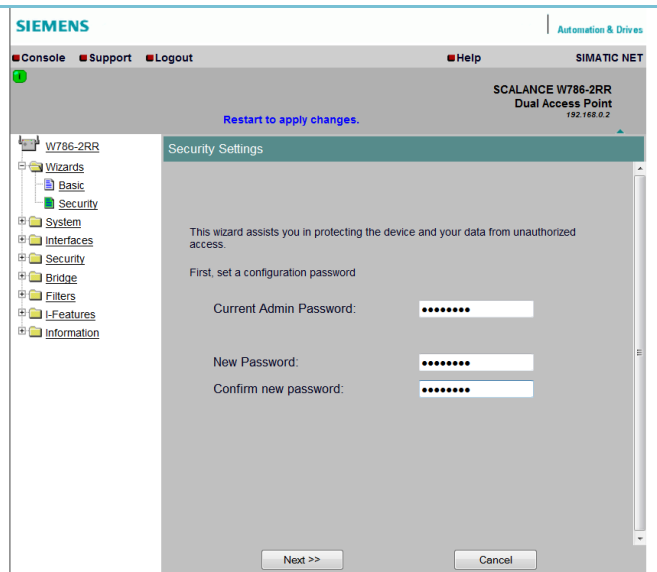 SIEMENS
Automation & Drives
Console Support Logout Help SIMATIC NET
i
SCALANCE W786-2RR
Dual Access Point
192.168.0.2
Restart to apply changes.
W786-2RR
Wizards
Basic
Security
System
Interfaces
Security
Bridge
Filters
I-Features
Information
Security Settings
This wizard assists you in protecting the device and your data from unauthorized
access.
First, set a configuration password
Current Admin Password: ●●●●●●●●
New Password: ●●●●●●●●
Confirm new password: ●●●●●●●●
Next >> Cancel